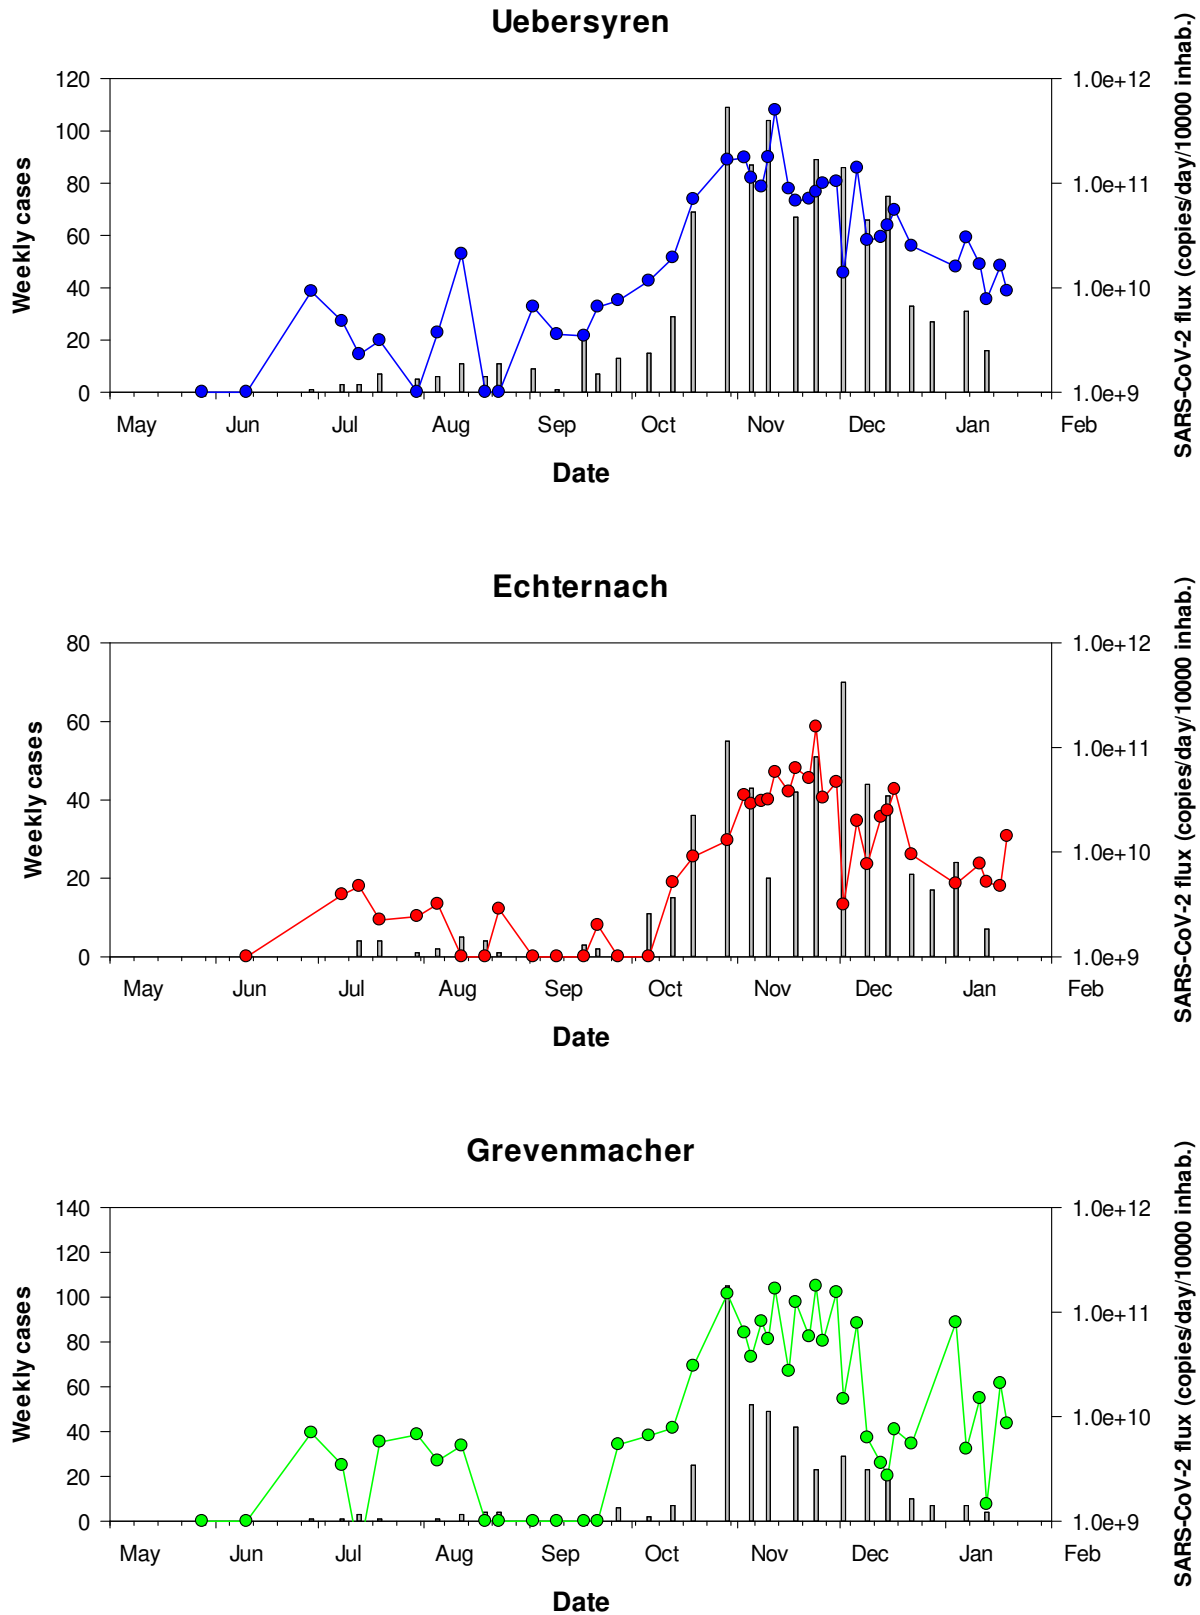 Uebersyren
Weekly cases
120
100
80
60
40
20
0
1.0e+12
1.0e+11
1.0e+10
1.0e+9
SARS-CoV-2 flux (copies/day/10000 inhab.)
May Jun Jul Aug Sep Oct Nov Dec Jan Feb
Date
Echternach
Weekly cases
80
60
40
20
0
1.0e+12
1.0e+11
1.0e+10
1.0e+9
SARS-CoV-2 flux (copies/day/10000 inhab.)
May Jun Jul Aug Sep Oct Nov Dec Jan Feb
Date
Grevenmacher
Weekly cases
140
120
100
80
60
40
20
0
1.0e+12
1.0e+11
1.0e+10
1.0e+9
SARS-CoV-2 flux (copies/day/10000 inhab.)
May Jun Jul Aug Sep Oct Nov Dec Jan Feb
Date